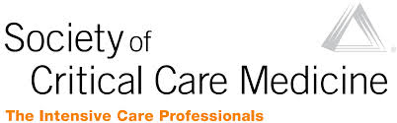 Society of
Critical Care Medicine
®
The Intensive Care Professionals